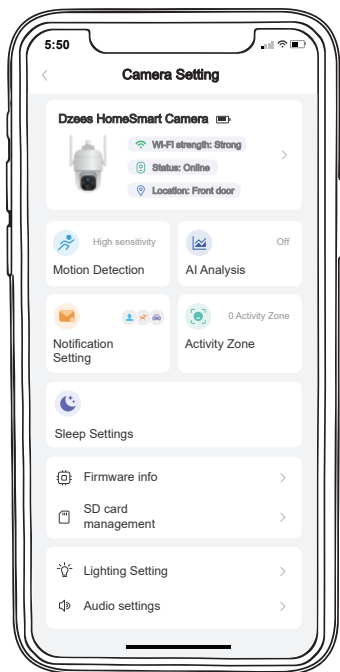 5:50
Camera Setting
Dzees HomeSmart Camera
Wi-Fi strength: Strong
Status: Online
Location: Front door
High sensitivity
Motion Detection
Off
AI Analysis
Notification
Setting
0 Activity Zone
Activity Zone
Sleep Settings
Firmware info
SD card
management
Lighting Setting
Audio settings